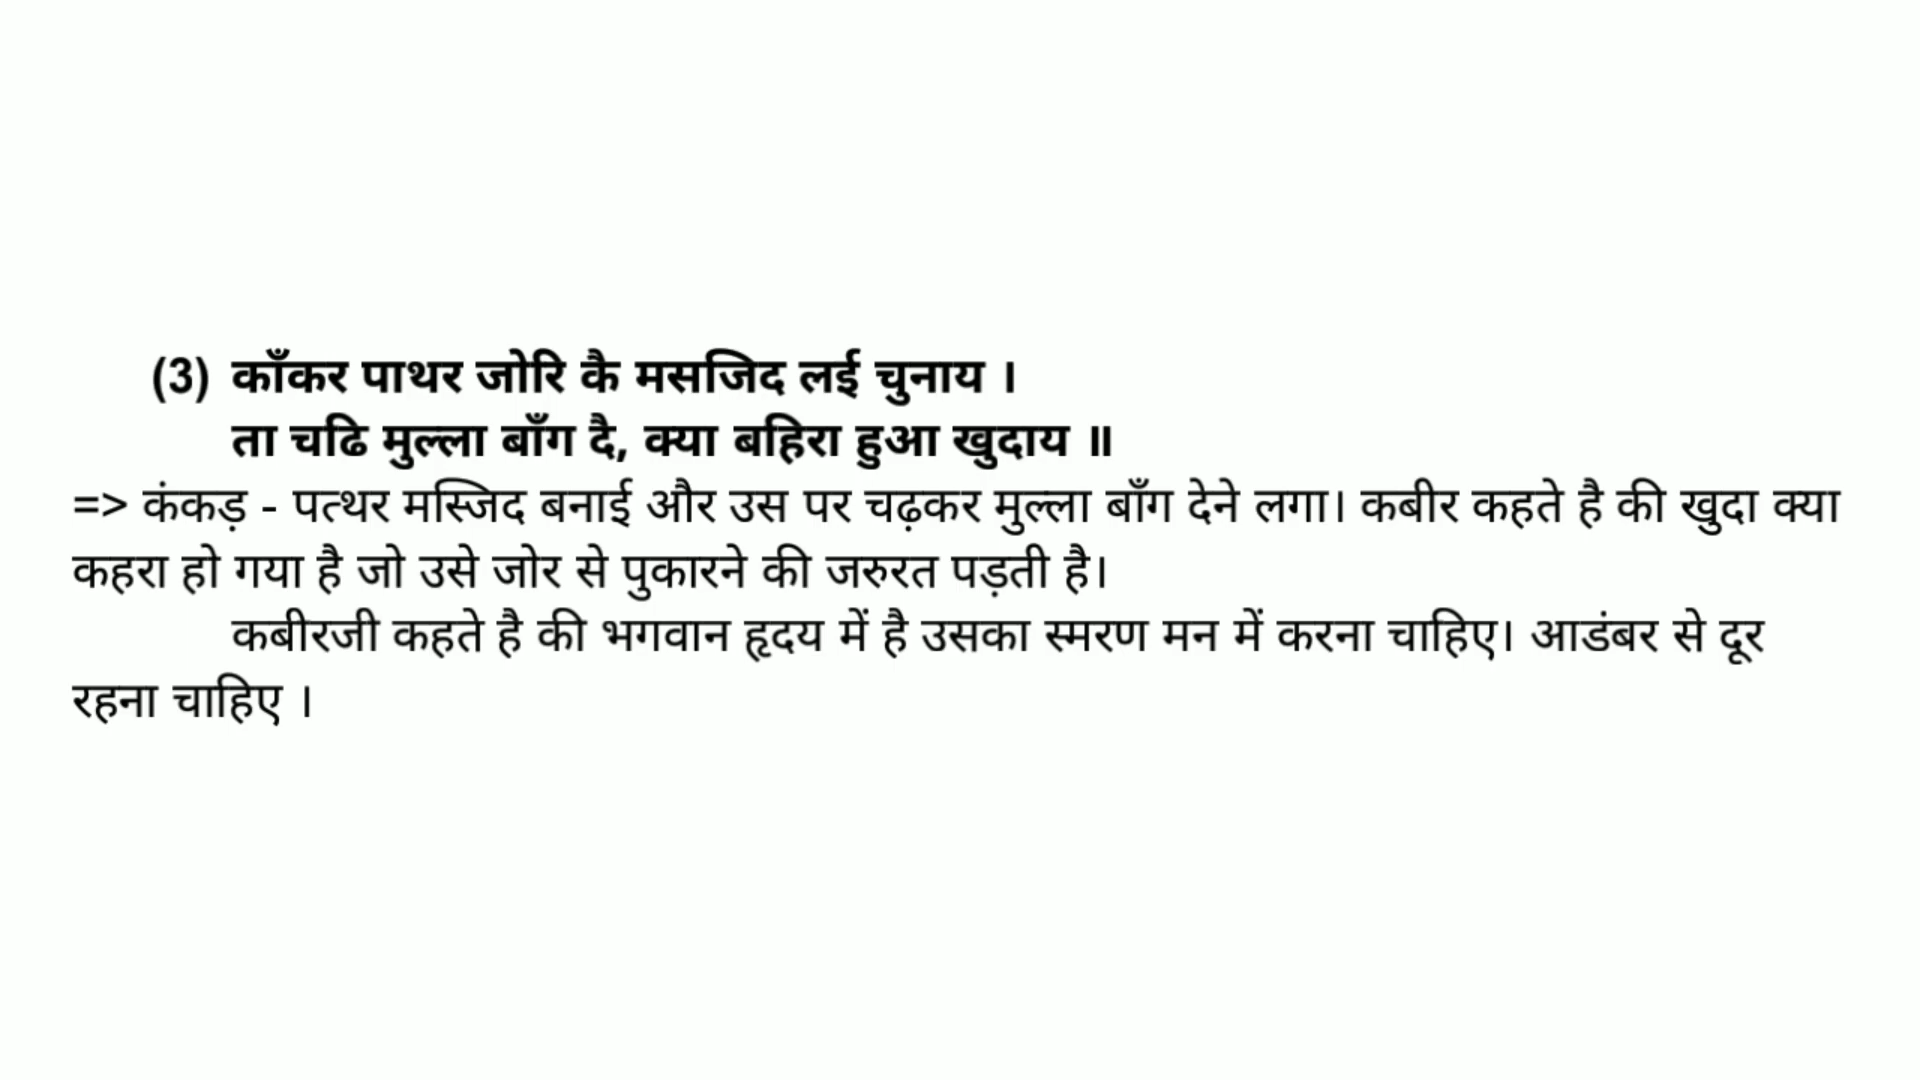 (3) काँकर पाथर जोरि कै मसजिद लई चुनाय ।
ता चढि मुल्ला बाँग दै, क्या बहिरा हुआ खुदाय ॥
=> कंकड़ - पत्थर मस्जिद बनाई और उस पर चढ़कर मुल्ला बाँग देने लगा। कबीर कहते है की खुदा क्या
कहरा हो गया है जो उसे जोर से पुकारने की जरुरत पड़ती है।
कबीरजी कहते है की भगवान हृदय में है उसका स्मरण मन में करना चाहिए। आडंबर से दूर
रहना चाहिए ।